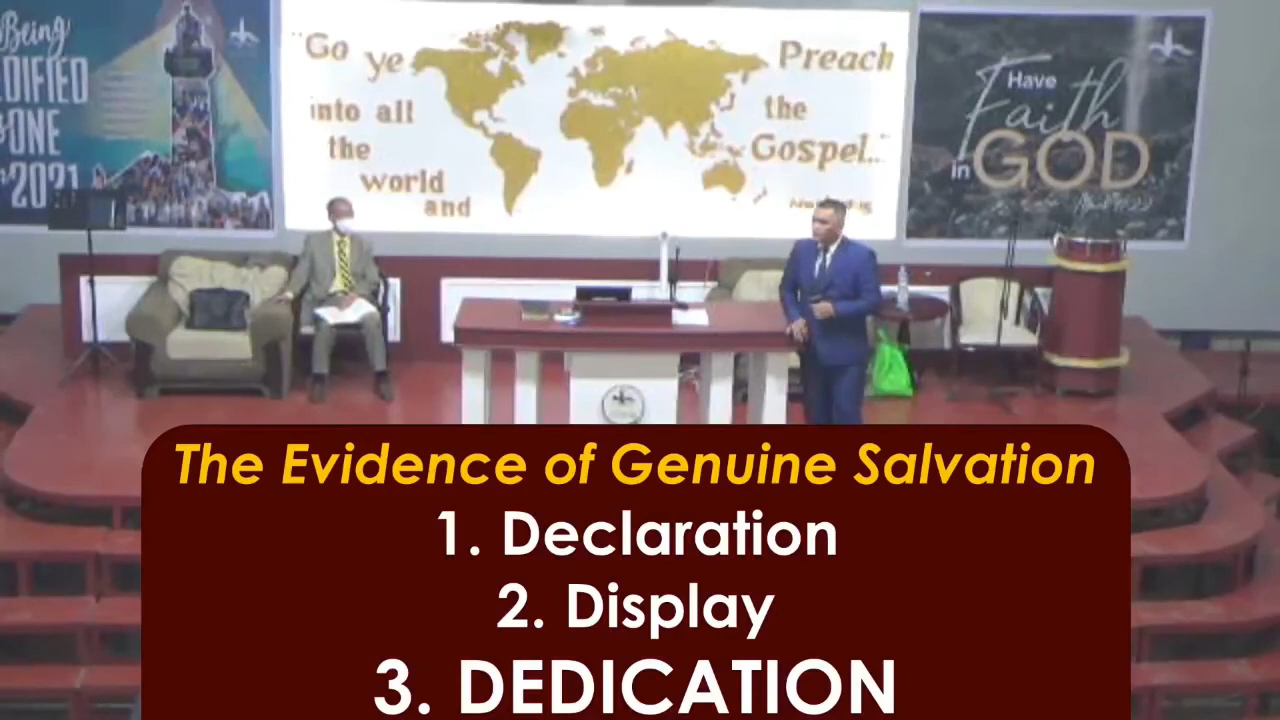 Being
EDIFIED
ONE
2021
"Go ye
into all
the
world
and
Preach
the
Gospel..."
Have
Faith
in GOD
The Evidence of Genuine Salvation
1. Declaration
2. Display
3. DEDICATION